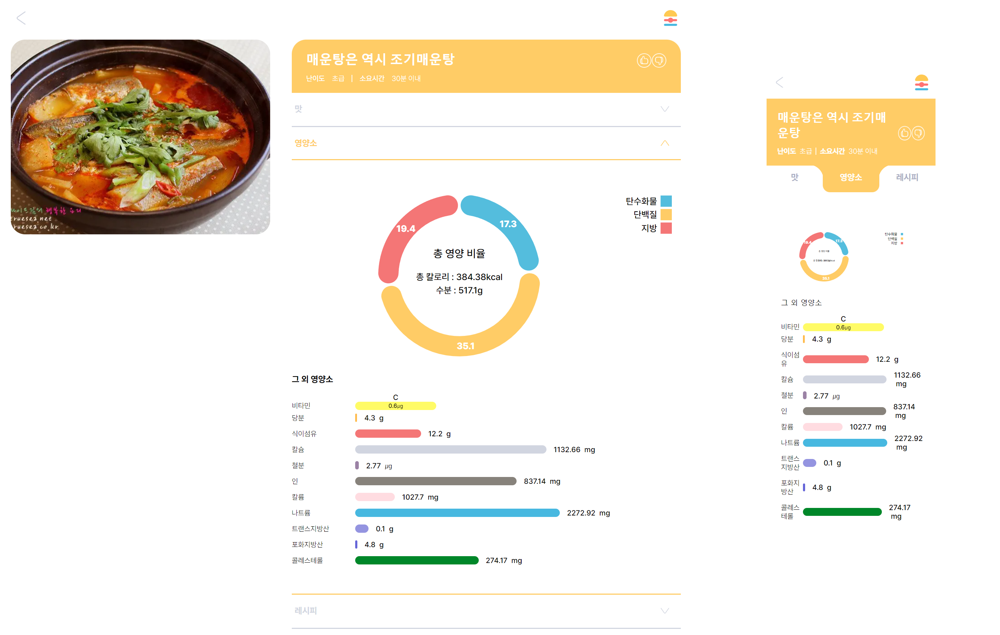 매운탕은 역시 조기매운탕
난이도 초급 | 소요시간 30분 이내
맛
영양소
행복한 요리
truesea.net
truesea.co.kr
탄수화물
단백질
지방
19.4
17.3
총 영양 비율
총 칼로리 : 384.38kcal
수분 : 517.1g
35.1
그 외 영양소
C
비타민 0.6μg
당분 4.3 g
식이섬유 12.2 g
칼슘 1132.66 mg
철분 2.77 μg
인 837.14 mg
칼륨 1027.7 mg
나트륨 2272.92 mg
트랜스지방산 0.1 g
포화지방산 4.8 g
콜레스테롤 274.17 mg
레시피
매운탕은 역시 조기매
운탕
난이도 초급 | 소요시간 30분 이내
맛 영양소 레시피
탄수화물
단백질
지방
19.4
17.3
총 영양 비율
35.1
그 외 영양소
C
비타민 0.6μg
당분 4.3 g
식이섬
유
12.2 g
칼슘
1132.66
mg
철분 2.77 μg
인
837.14
mg
칼륨 1027.7 mg
나트륨
2272.92
mg
트랜스
지방산
0.1 g
포화지
방산
4.8 g
콜레스
테롤
274.17
mg